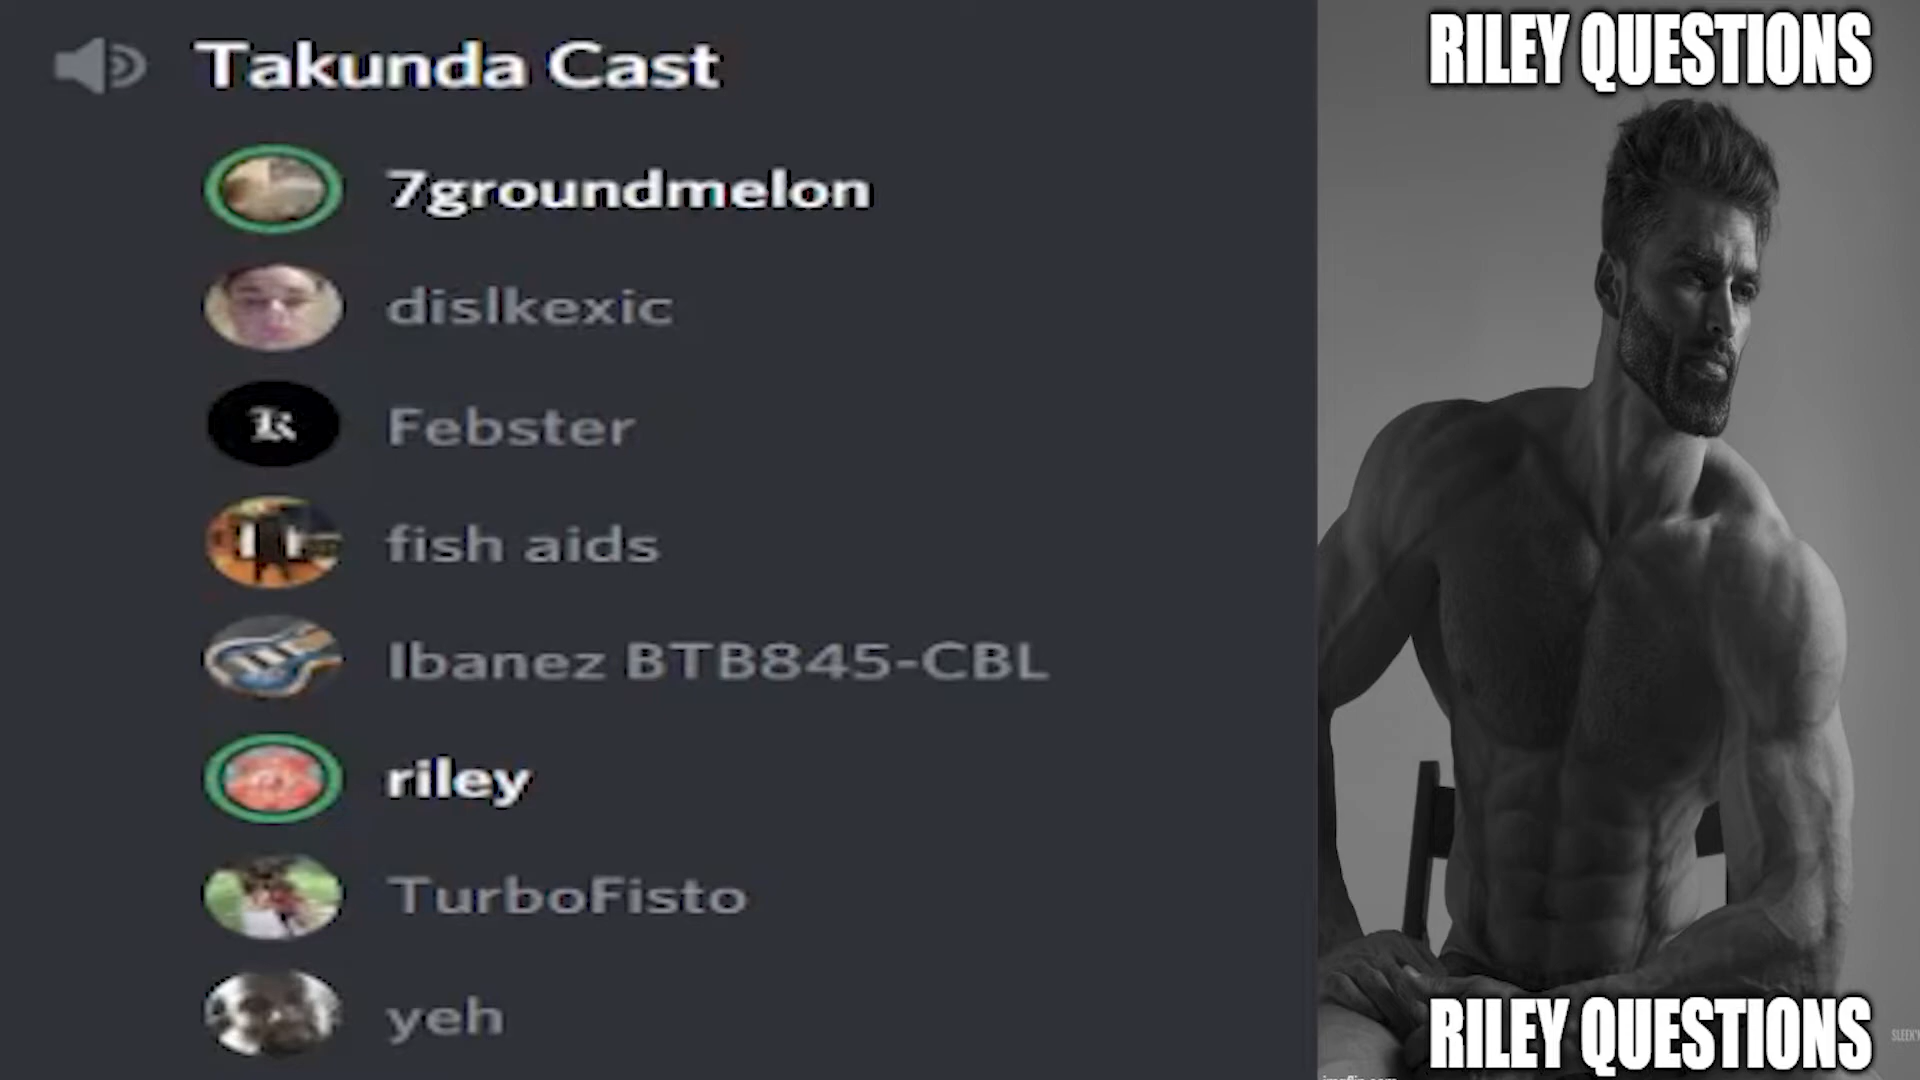 Takunda Cast
7groundmelon
dislkexic
Febster
fish aids
Ibanez BTB845-CBL
riley
TurboFisto
yeh
RILEY QUESTIONS
RILEY QUESTIONS